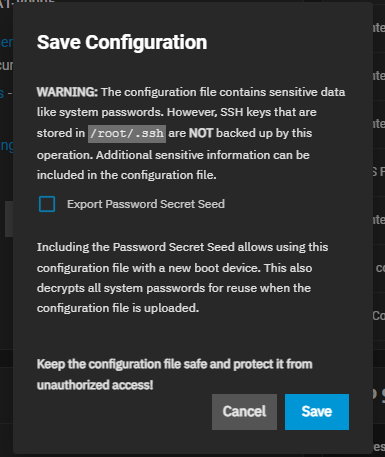 Save Configuration
WARNING: The configuration file contains sensitive data
like system passwords. However, SSH keys that are
stored in /root/.ssh are NOT backed up by this
operation. Additional sensitive information can be
included in the configuration file.
Export Password Secret Seed
Including the Password Secret Seed allows using this
configuration file with a new boot device. This also
decrypts all system passwords for reuse when the
configuration file is uploaded.
Keep the configuration file safe and protect it from
unauthorized access!
Cancel
Save